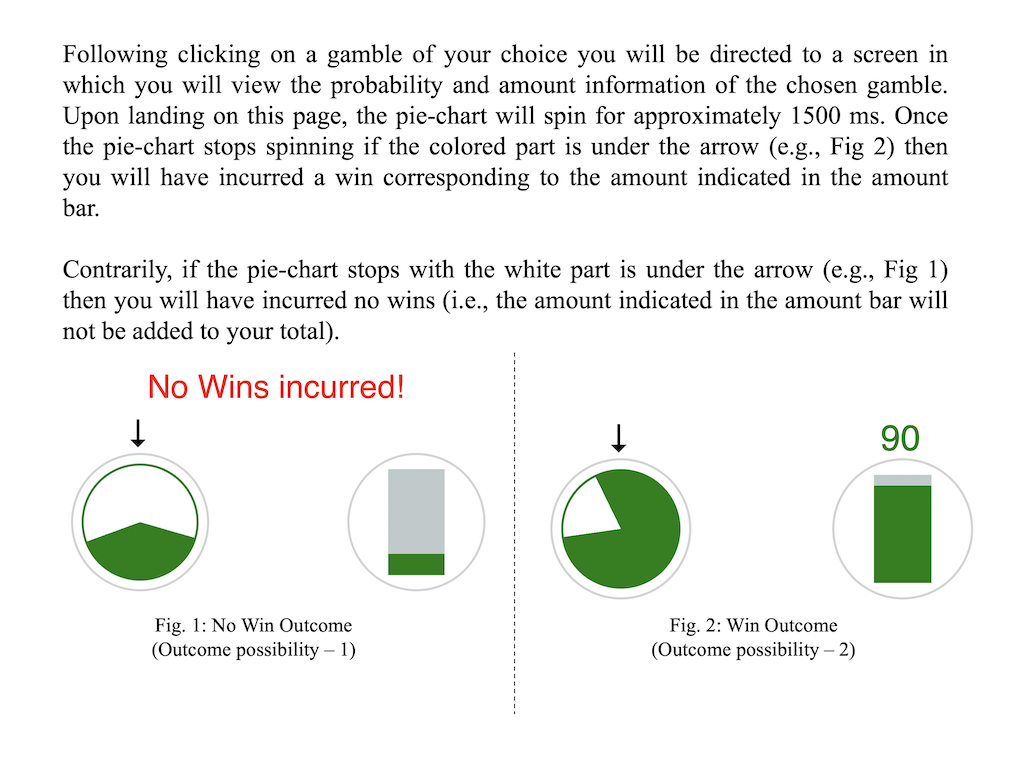 Following clicking on a gamble of your choice you will be directed to a screen in
which you will view the probability and amount information of the chosen gamble.
Upon landing on this page, the pie-chart will spin for approximately 1500 ms. Once
the pie-chart stops spinning if the colored part is under the arrow (e.g., Fig 2) then
you will have incurred a win corresponding to the amount indicated in the amount
bar.
Contrarily, if the pie-chart stops with the white part is under the arrow (e.g., Fig 1)
then you will have incurred no wins (i.e., the amount indicated in the amount bar will
not be added to your total).
No Wins incurred!
90
Fig. 1: No Win Outcome
(Outcome possibility – 1)
Fig. 2: Win Outcome
(Outcome possibility – 2)